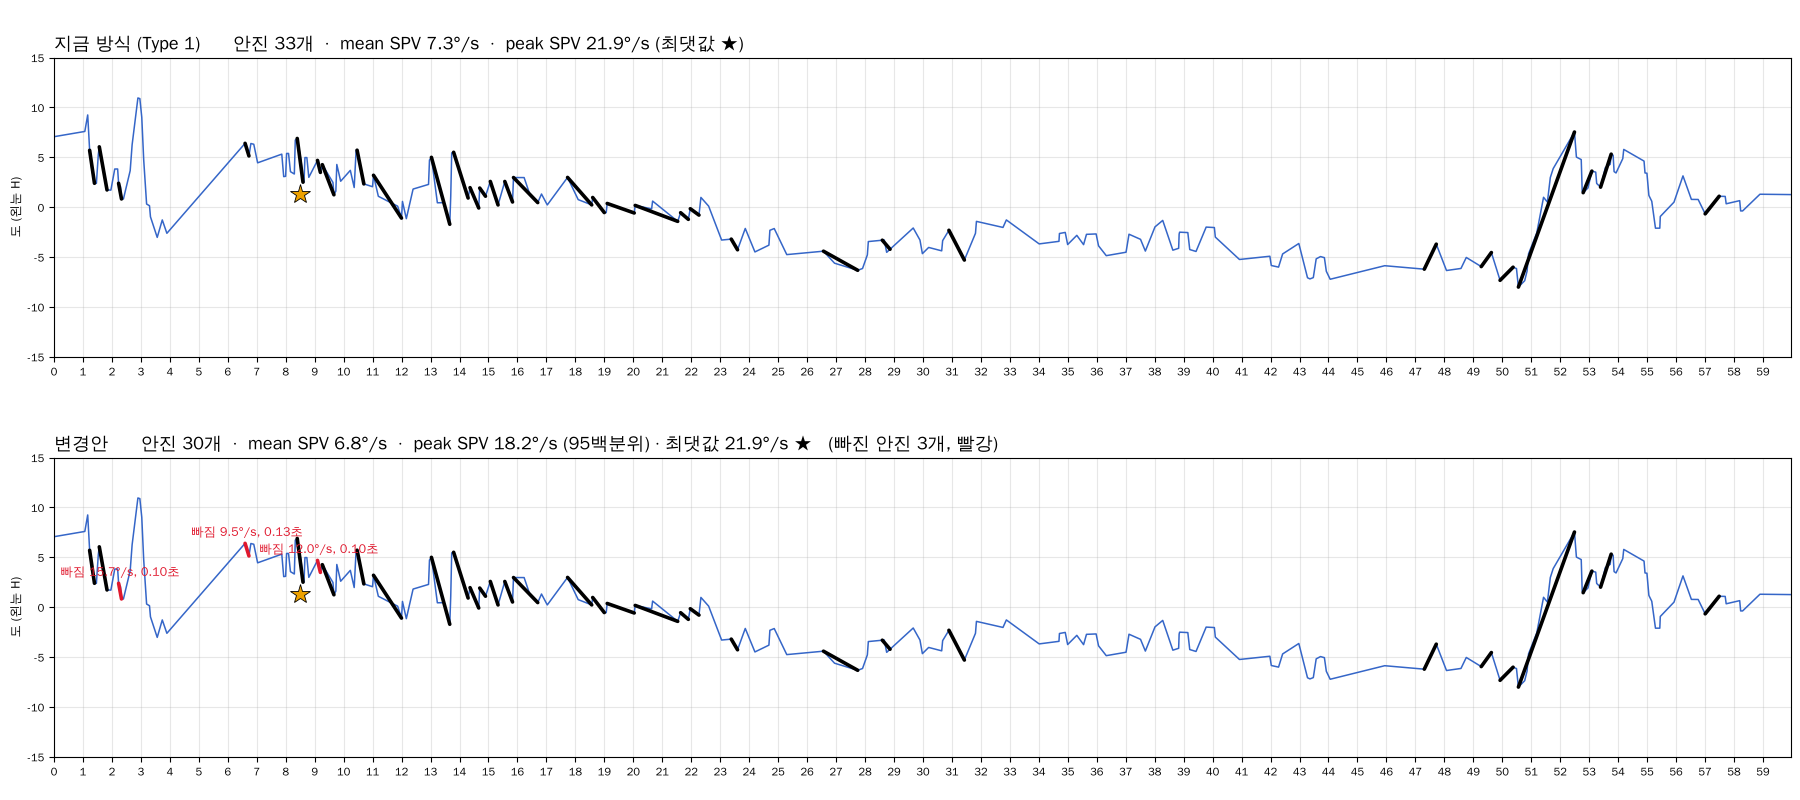 지금 방식 (Type 1) 안진 33개 · mean SPV 7.3°/s · peak SPV 21.9°/s (최댓값 ★)
15
10
5
0
-5
-10
-15
도 (왼눈 H)
0 1 2 3 4 5 6 7 8 9 10 11 12 13 14 15 16 17 18 19 20 21 22 23 24 25 26 27 28 29 30 31 32 33 34 35 36 37 38 39 40 41 42 43 44 45 46 47 48 49 50 51 52 53 54 55 56 57 58 59
변경안 안진 30개 · mean SPV 6.8°/s · peak SPV 18.2°/s (95백분위) · 최댓값 21.9°/s ★ (빠진 안진 3개, 빨강)
15
10
5
0
-5
-10
-15
도 (왼눈 H)
빠짐 9.5°/s, 0.13초
빠짐 12.0°/s, 0.10초
빠짐 °/s, 0.10초
0 1 2 3 4 5 6 7 8 9 10 11 12 13 14 15 16 17 18 19 20 21 22 23 24 25 26 27 28 29 30 31 32 33 34 35 36 37 38 39 40 41 42 43 44 45 46 47 48 49 50 51 52 53 54 55 56 57 58 59